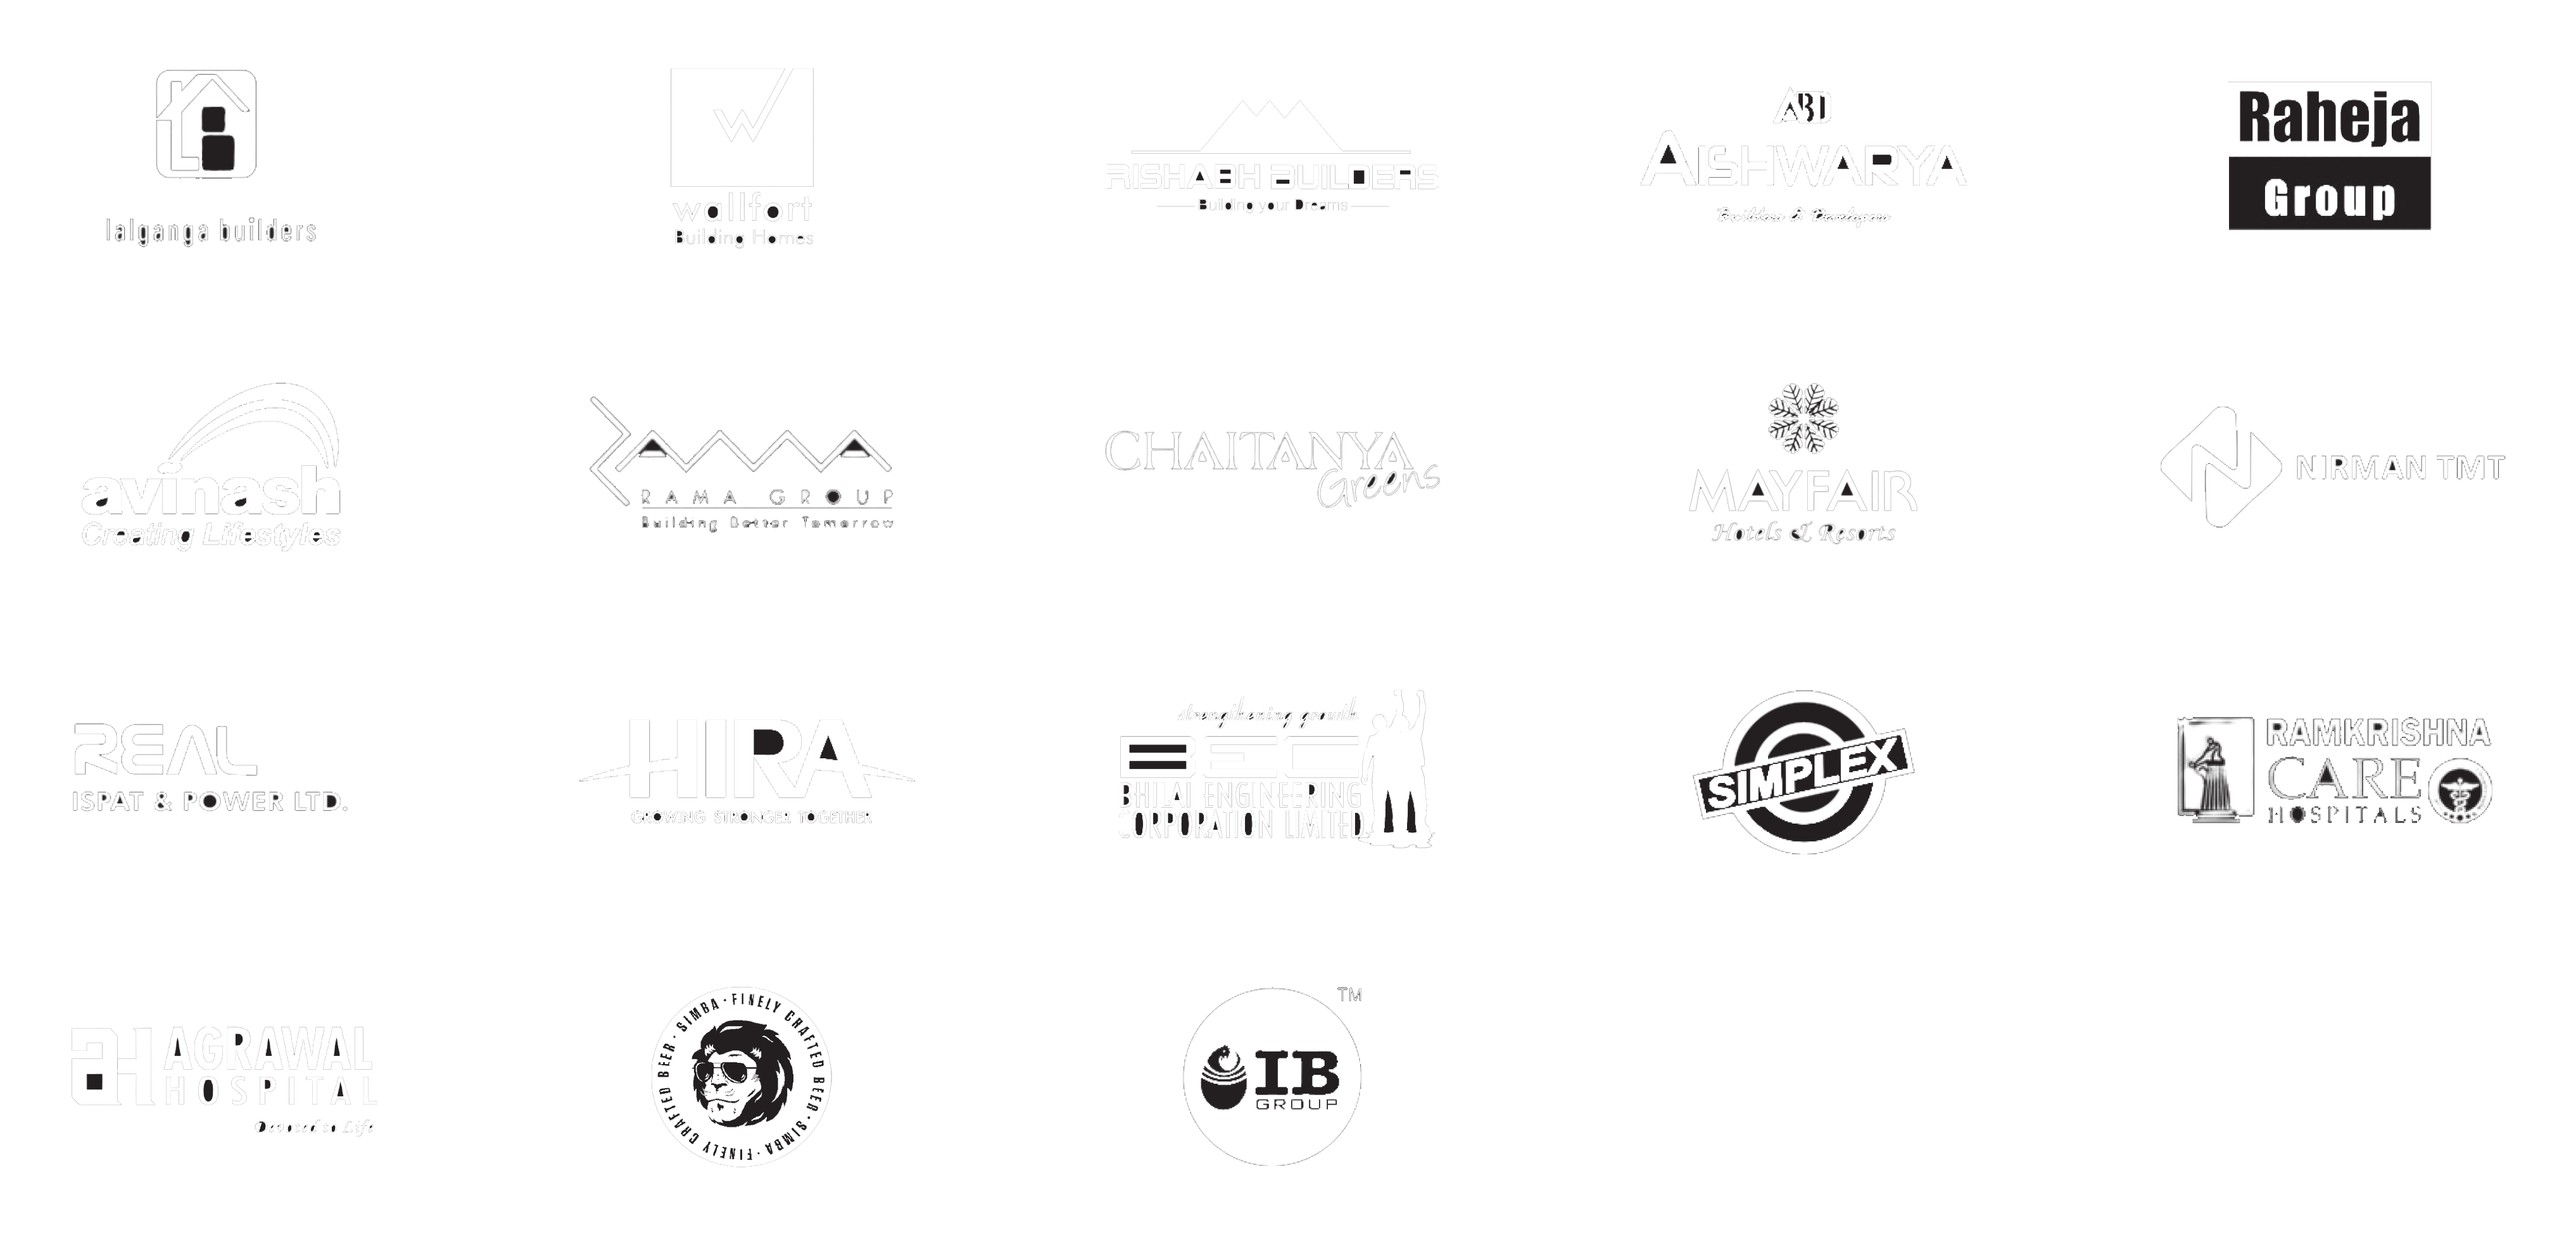 lalganga builders
wallfort
Building Homes
RISHABH BUILDERS
Building your Dreams
ABD
AISHWARYA
Builders &
Raheja
Group
avinash
Creating Lifestyles
RAMA
RAMA GROUP
Building Better Tomorrow
CHAITANYA
Greens
MAYFAIR
Hotels & Resorts
NIRMAN TMT
REAL
ISPAT & POWER LTD.
HIRA
GROWING STRONGER TOGETHER
strengthening growth
BEC
BHILAI ENGINEERING
CORPORATION LIMITED
SIMPLEX
RAMKRISHNA
CARE
HOSPITALS
aH AGRAWAL
HOSPITAL
Devoted to Life
SIMBA · FINELY CRAFTED BEER · SIMBA · FINELY CRAFTED BEER ·
TM
IB
GROUP